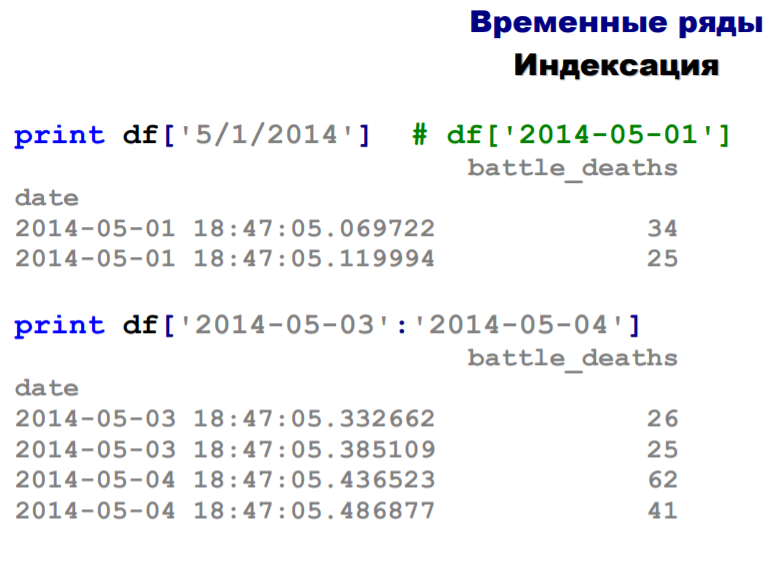 Временные ряды
Индексация
print df['5/1/2014'] # df['2014-05-01']
battle_deaths
date
2014-05-01 18:47:05.069722 34
2014-05-01 18:47:05.119994 25
print df['2014-05-03':'2014-05-04']
battle_deaths
date
2014-05-03 18:47:05.332662 26
2014-05-03 18:47:05.385109 25
2014-05-04 18:47:05.436523 62
2014-05-04 18:47:05.486877 41